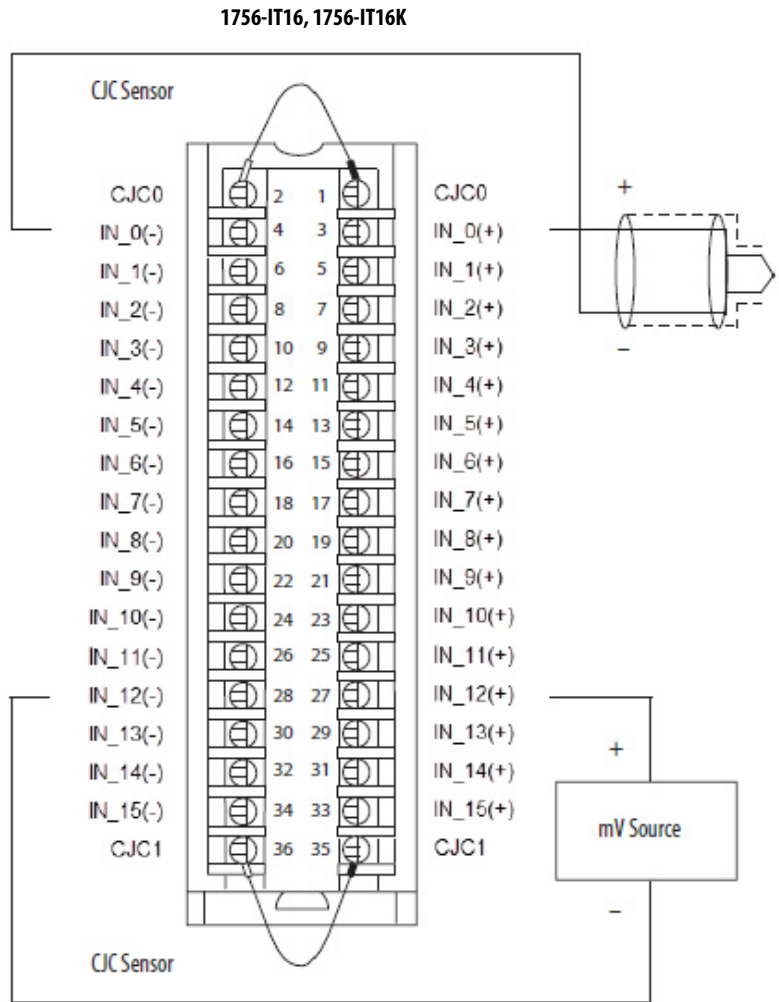 1756-IT16, 1756-IT16K
CJC Sensor
CJC0 2 1 CJC0
IN_0(-) 4 3 IN_0(+)
IN_1(-) 6 5 IN_1(+)
IN_2(-) 8 7 IN_2(+)
IN_3(-) 10 9 IN_3(+)
IN_4(-) 12 11 IN_4(+)
IN_5(-) 14 13 IN_5(+)
IN_6(-) 16 15 IN_6(+)
IN_7(-) 18 17 IN_7(+)
IN_8(-) 20 19 IN_8(+)
IN_9(-) 22 21 IN_9(+)
IN_10(-) 24 23 IN_10(+)
IN_11(-) 26 25 IN_11(+)
IN_12(-) 28 27 IN_12(+)
IN_13(-) 30 29 IN_13(+)
IN_14(-) 32 31 IN_14(+)
IN_15(-) 34 33 IN_15(+)
CJC1 36 35 CJC1
CJC Sensor
+
–
+
mV Source
–